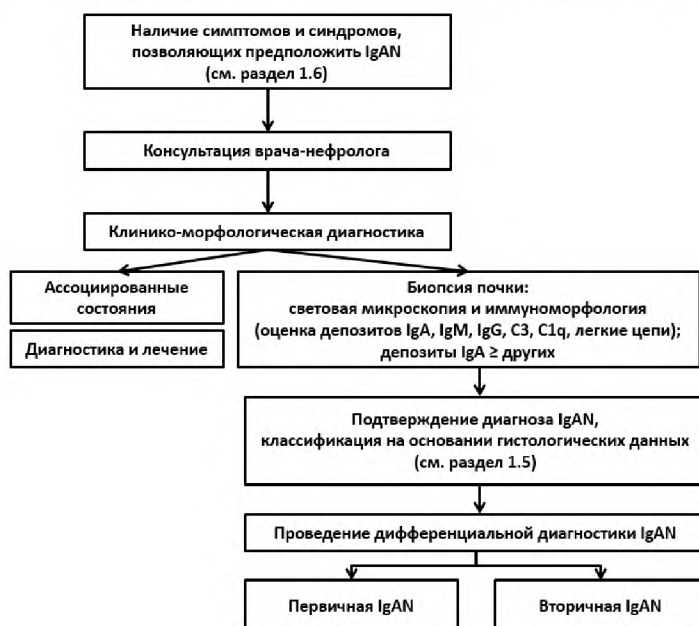 Наличие симптомов и синдромов,
позволяющих предположить IgAN
(см. раздел 1.6)
Консультация врача-нефролога
Клинико-морфологическая диагностика
Ассоциированные
состояния
Диагностика и лечение
Биопсия почки:
световая микроскопия и иммуноморфология
(оценка депозитов IgA, IgM, IgG, C3, C1q, легкие цепи);
депозиты IgA ≥ других
Подтверждение диагноза IgAN,
классификация на основании гистологических данных
(см. раздел 1.5)
Проведение дифференциальной диагностики IgAN
Первичная IgAN
Вторичная IgAN